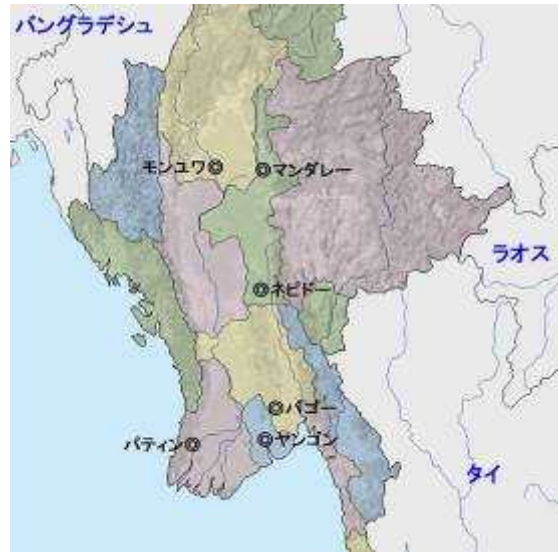 バングラデシュ
モンユワ◎
◎マンダレー
ラオス
◎ネピドー
◎バゴー
パティン◎
◎ヤンゴン
タイ